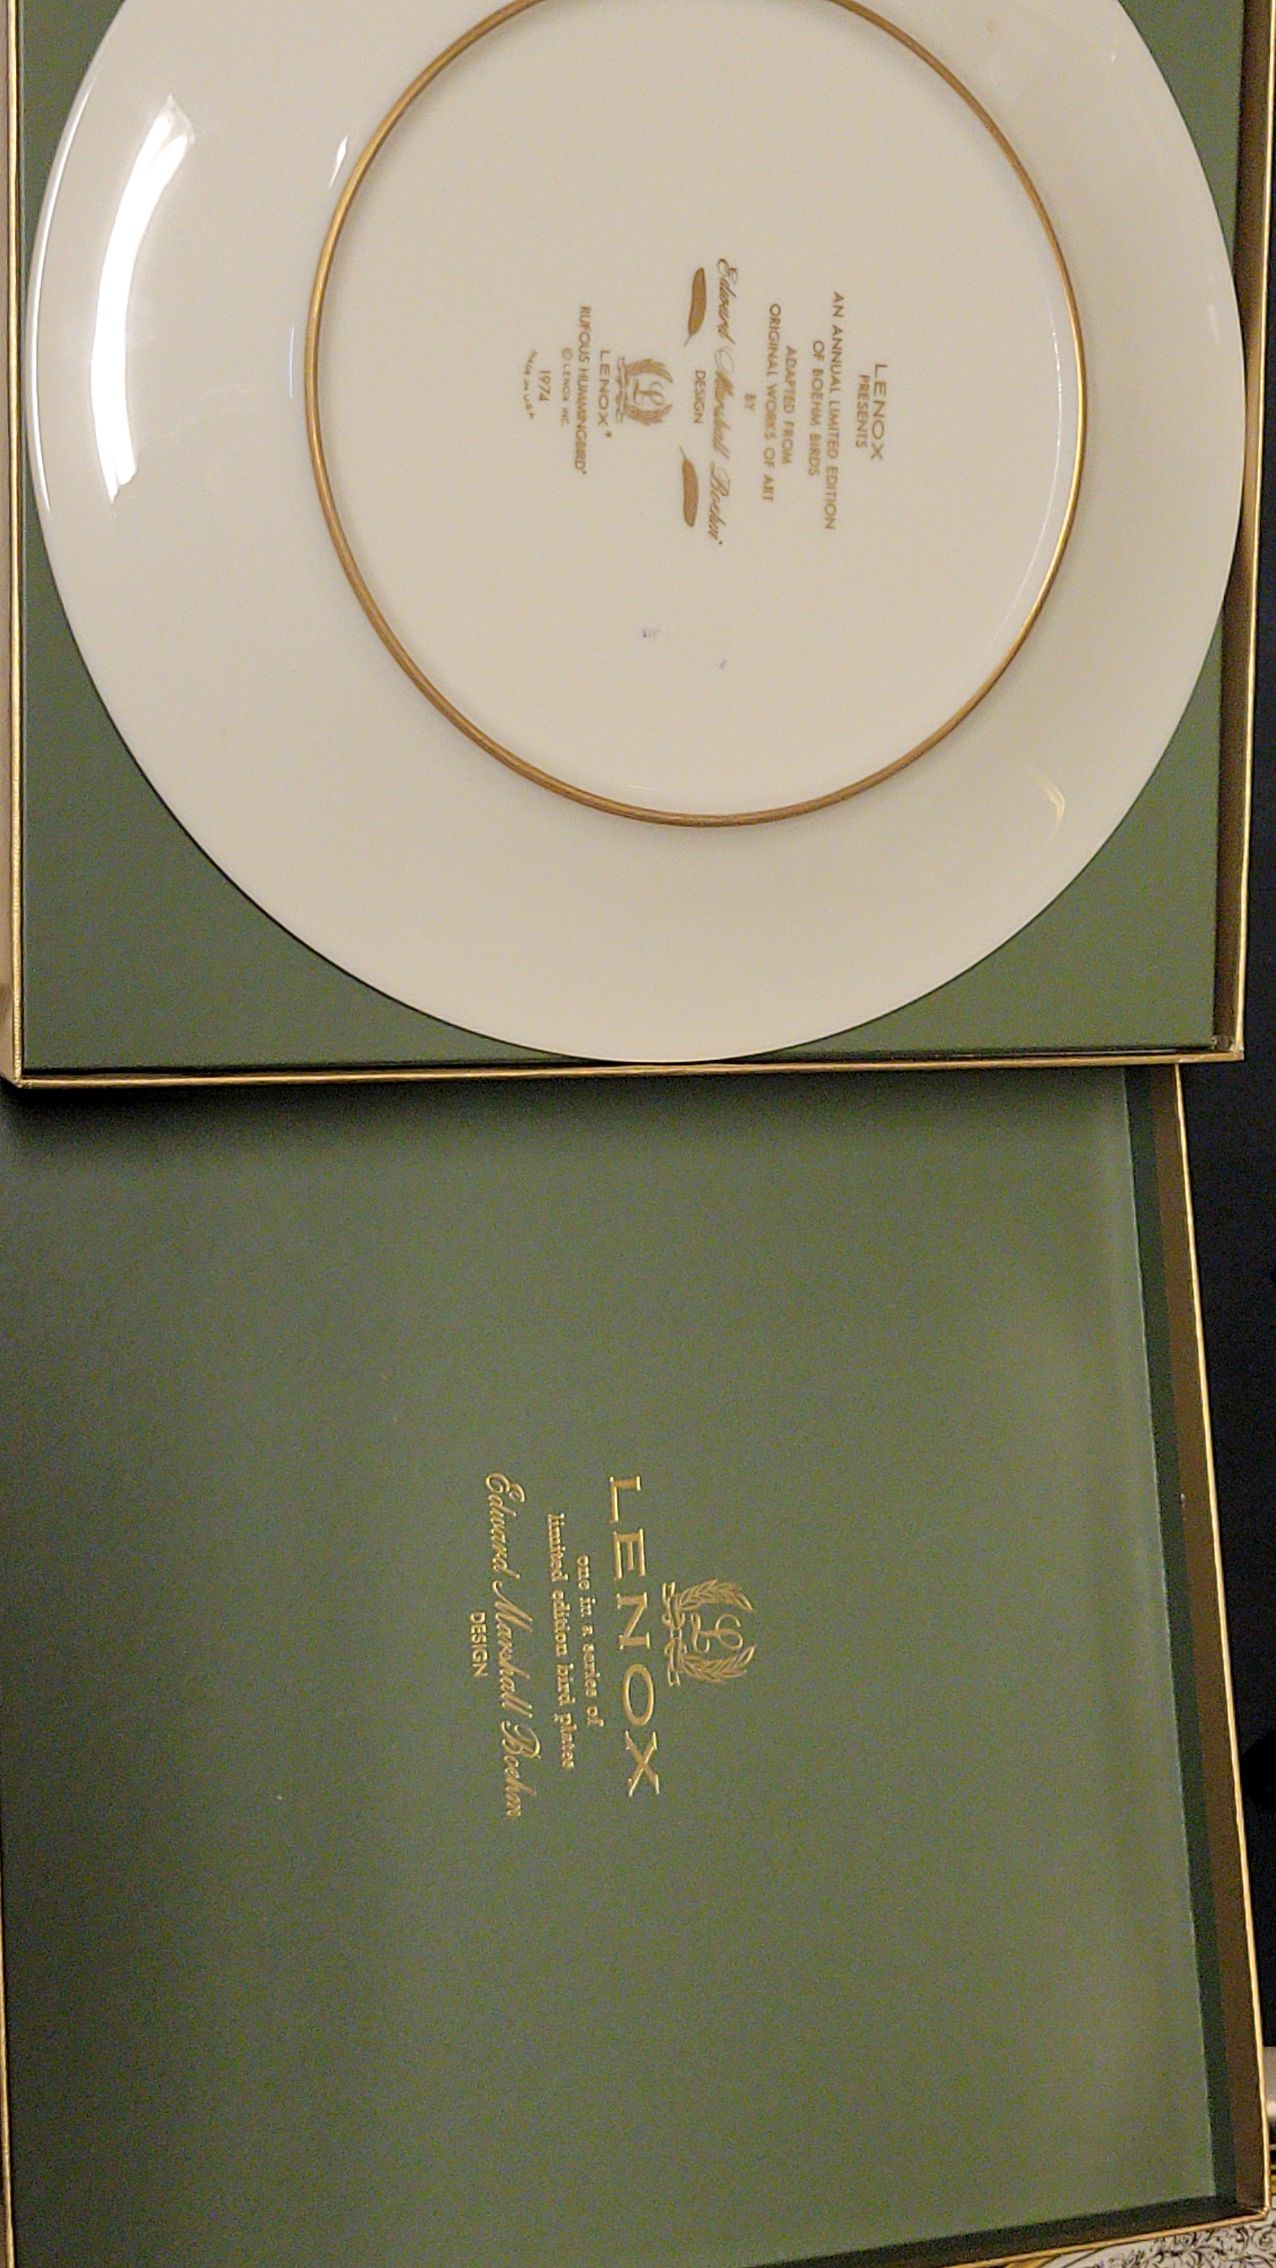 LENOX
PRESENTS
AN ANNUAL LIMITED EDITION
OF BOEHM BIRDS
ADAPTED FROM
ORIGINAL WORKS OF ART
BY
Edward Marshall Boehm®
DESIGN
L
LENOX®
RUFOUS HUMMINGBIRD®
© LENOX INC.
1974
MADE IN U.S.A.
L
LENOX
one in a series of
limited edition bird plates
Edward Marshall Boehm
DESIGN